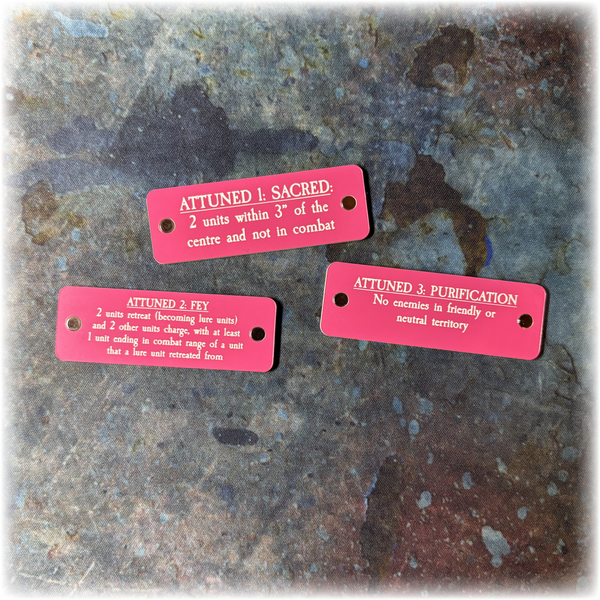 ATTUNED 1: SACRED:
2 units within 3" of the
centre and not in combat
ATTUNED 2: FEY
2 units retreat (becoming lure units)
and 2 other units charge, with at least
1 unit ending in combat range of a unit
that a lure unit retreated from
ATTUNED 3: PURIFICATION
No enemies in friendly or
neutral territory